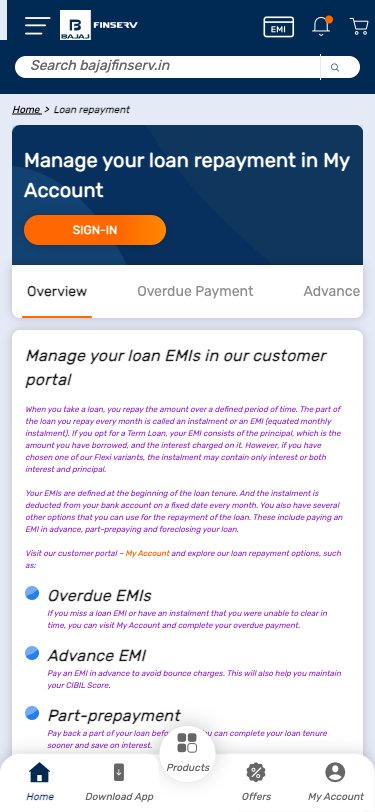 BAJAJ FINSERV
EMI
Search bajajfinserv.in
Home > Loan repayment
Manage your loan repayment in My
Account
SIGN-IN
Overview Overdue Payment Advance
Manage your loan EMIs in our customer
portal
When you take a loan, you repay the amount over a defined period of time. The part of
the loan you repay every month is called an instalment or an EMI (equated monthly
instalment). If you opt for a Term Loan, your EMI consists of the principal, which is the
amount you have borrowed, and the interest charged on it. However, if you have
chosen one of our Flexi variants, the instalment may contain only interest or both
interest and principal.
Your EMIs are defined at the beginning of the loan tenure. And the instalment is
deducted from your bank account on a fixed date every month. You also have several
other options that you can use for the repayment of the loan. These include paying an
EMI in advance, part-prepaying and foreclosing your loan.
Visit our customer portal – My Account and explore our loan repayment options, such
as:
Overdue EMIs
If you miss a loan EMI or have an instalment that you were unable to clear in
time, you can visit My Account and complete your overdue payment.
Advance EMI
Pay an EMI in advance to avoid bounce charges. This will also help you maintain
your CIBIL Score.
Part-prepayment
Pay back a part of your loan before you can complete your loan tenure
sooner and save on interest.
Home Download App Products Offers My Account